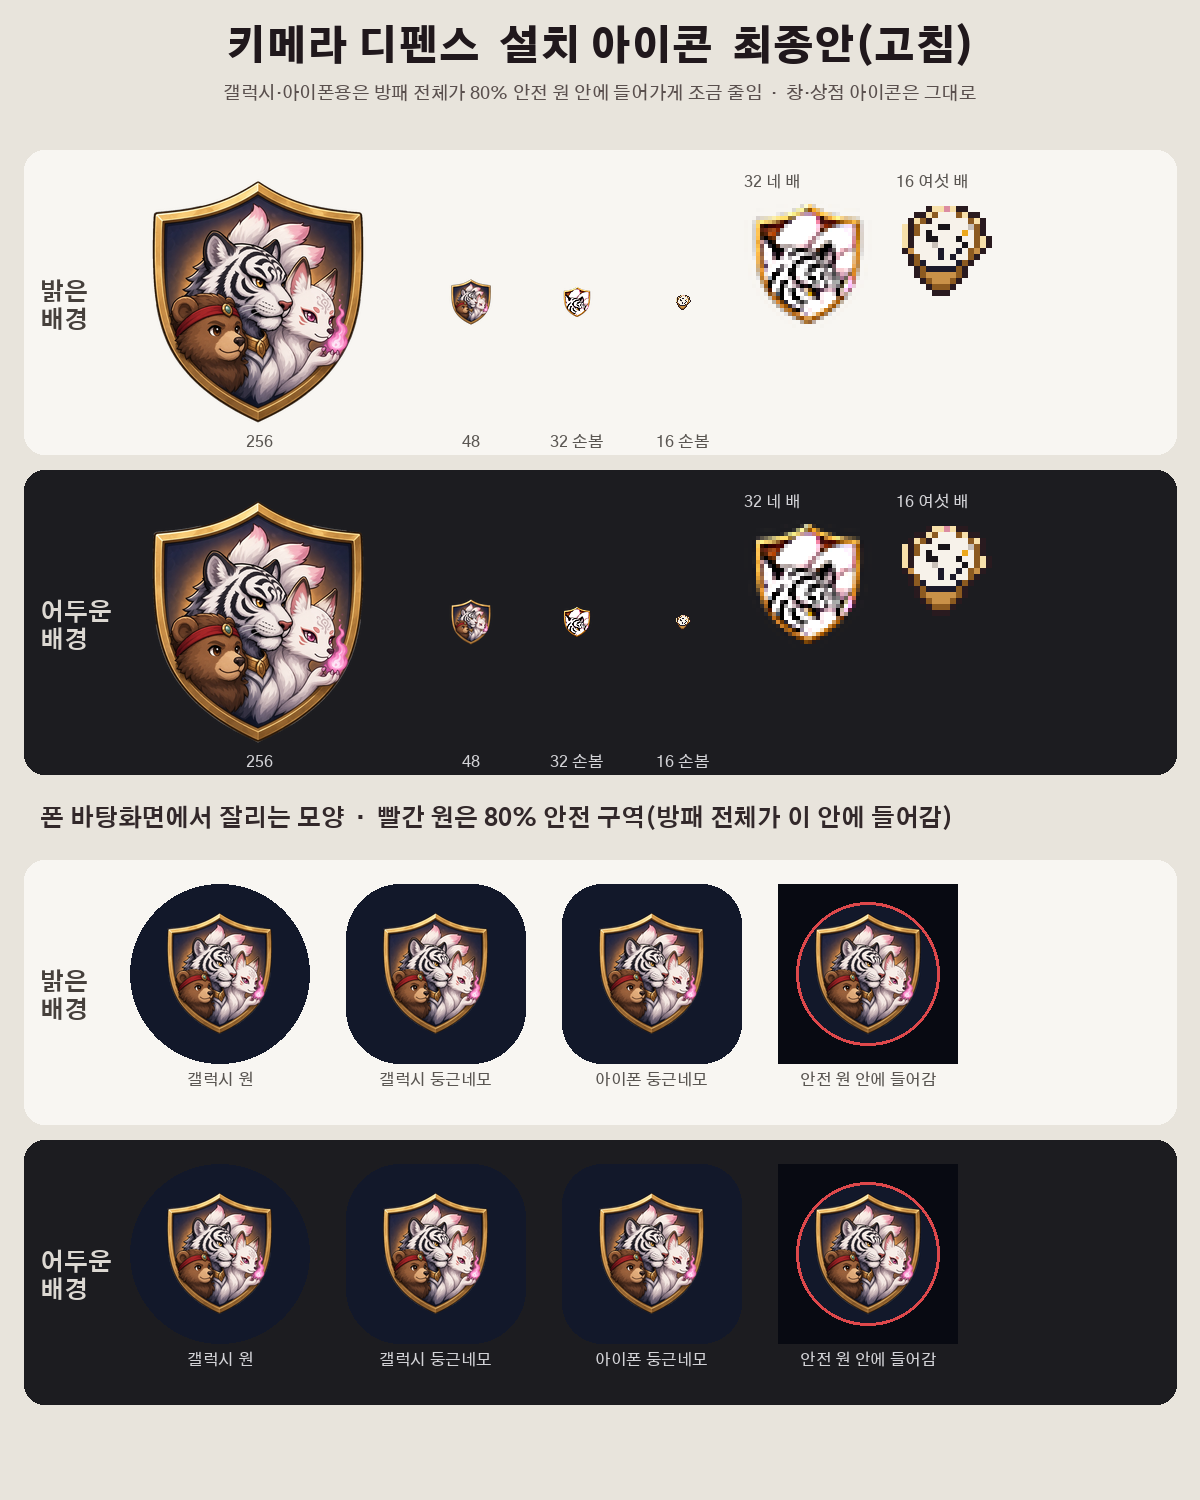 키메라 디펜스 설치 아이콘 최종안(고침)
갤럭시·아이폰용은 방패 전체가 80% 안전 원 안에 들어가게 조금 줄임 · 창·상점 아이콘은 그대로
32 네 배
16 여섯 배
밝은
배경
256
48
32 손봄
16 손봄
32 네 배
16 여섯 배
어두운
배경
256
48
32 손봄
16 손봄
폰 바탕화면에서 잘리는 모양 · 빨간 원은 80% 안전 구역(방패 전체가 이 안에 들어감)
밝은
배경
갤럭시 원
갤럭시 둥근네모
아이폰 둥근네모
안전 원 안에 들어감
어두운
배경
갤럭시 원
갤럭시 둥근네모
아이폰 둥근네모
안전 원 안에 들어감